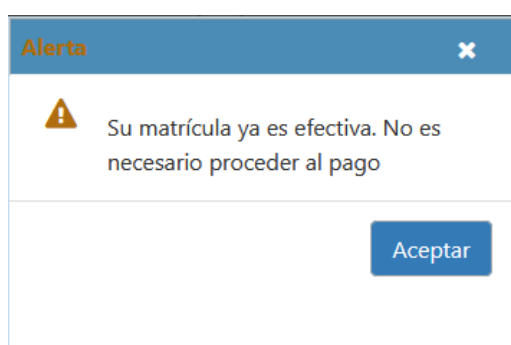 Alerta
Su matrícula ya es efectiva. No es
necesario proceder al pago
Aceptar